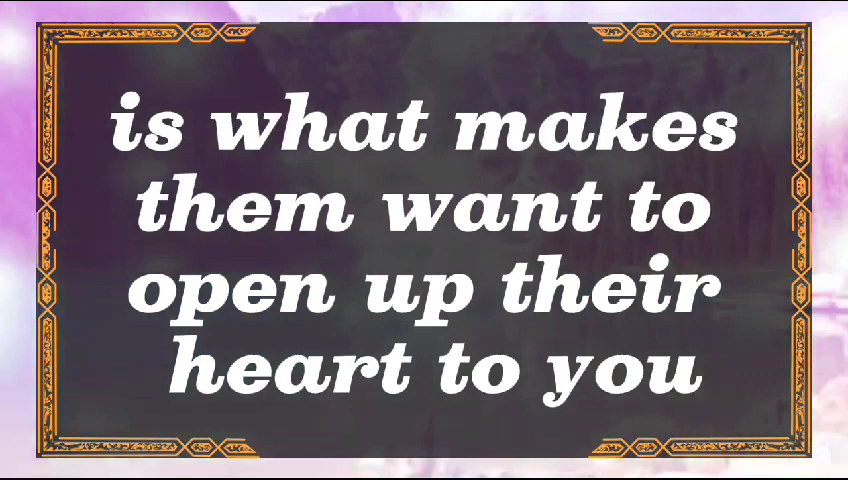 is what makes
them want to
open up their
heart to you